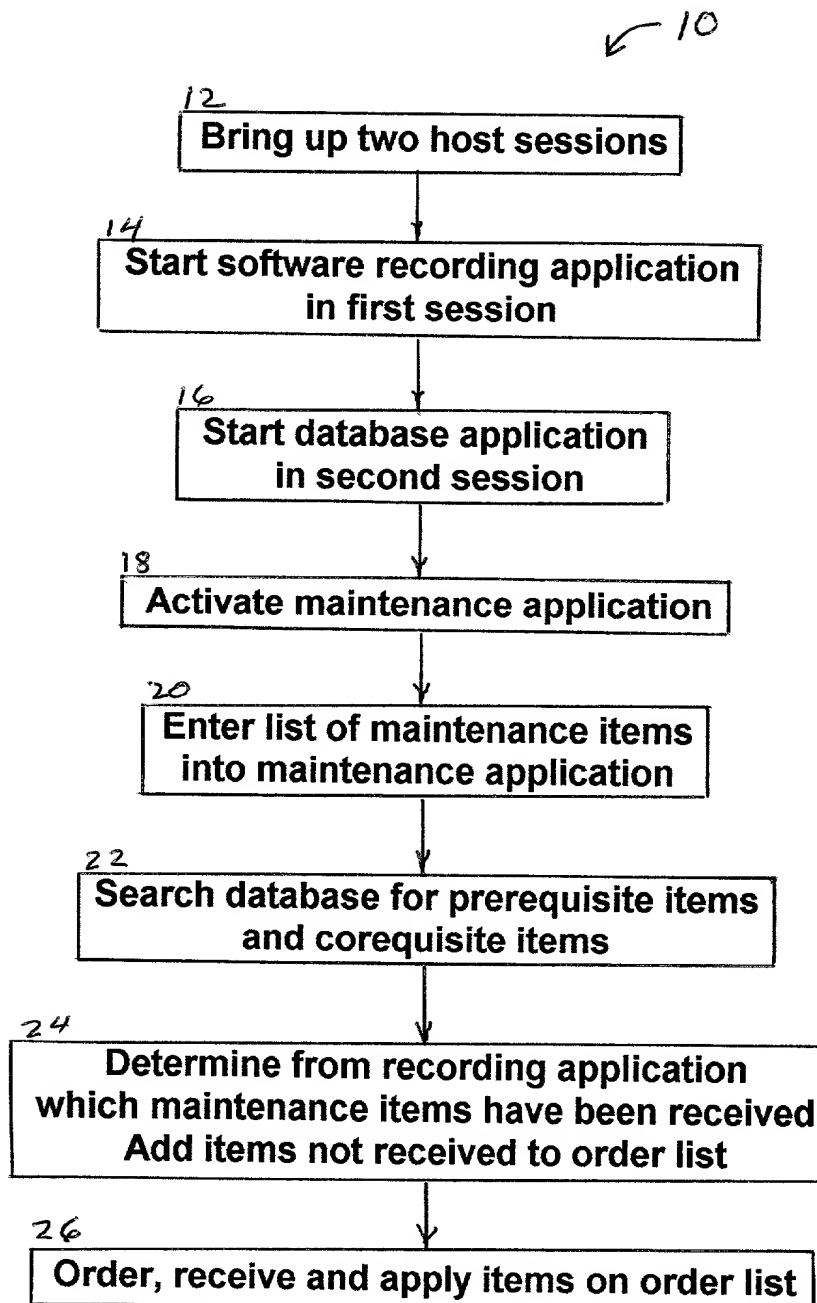 10
12
Bring up two host sessions
14
Start software recording application
in first session
16
Start database application
in second session
18
Activate maintenance application
20
Enter list of maintenance items
into maintenance application
22
Search database for prerequisite items
and corequisite items
24
Determine from recording application
which maintenance items have been received
Add items not received to order list
26
Order, receive and apply items on order list